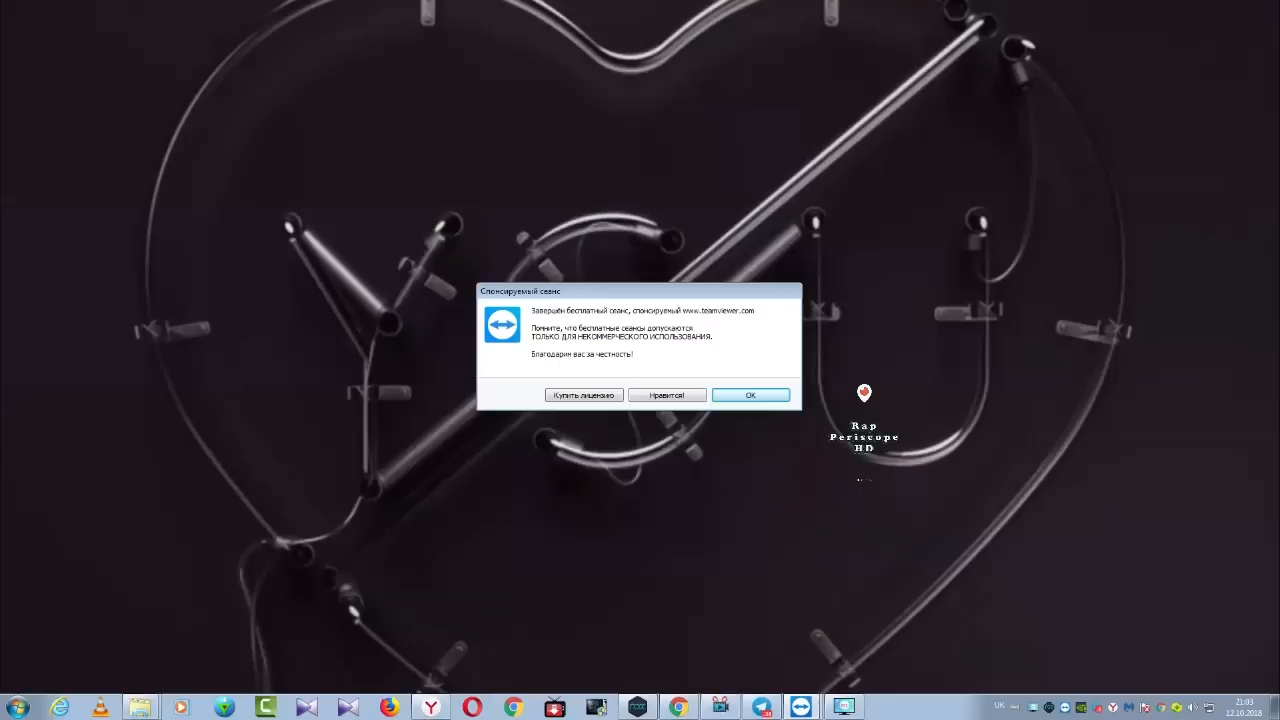 Спонсируемый сеанс
Завершён бесплатный сеанс, спонсируемый www.teamviewer.com
Помните, что бесплатные сеансы допускаются
ТОЛЬКО ДЛЯ НЕКОММЕРЧЕСКОГО ИСПОЛЬЗОВАНИЯ.
Благодарим вас за честность!
Купить лицензию
Нравится!
OK
Rap
Periscope
HD
UK
21:03
12.10.2018